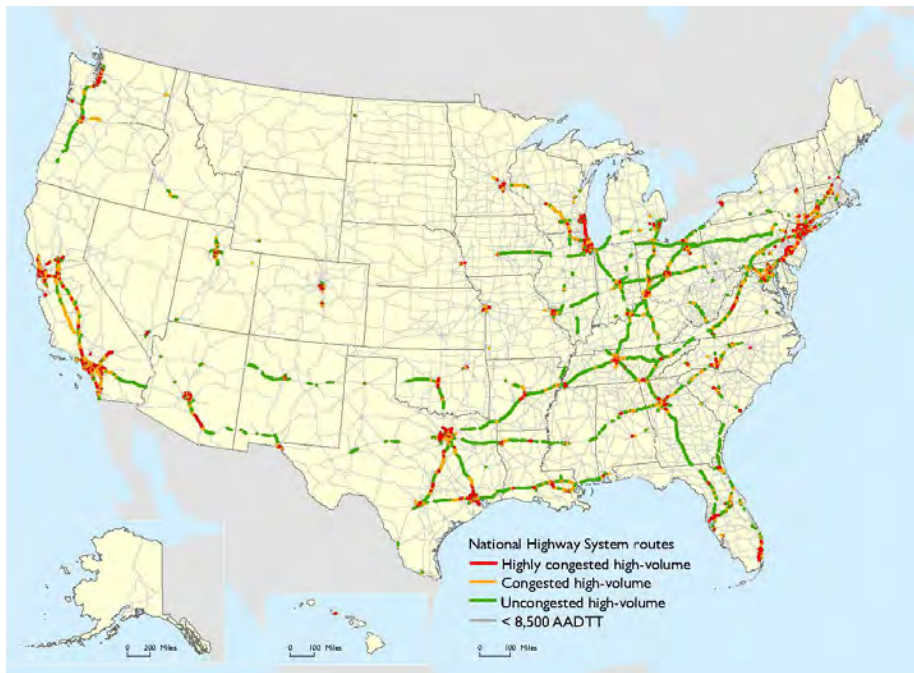 National Highway System routes
Highly congested high-volume
Congested high-volume
Uncongested high-volume
< 8,500 AADTT
0 200 Miles
0 100 Miles
0 100 Miles